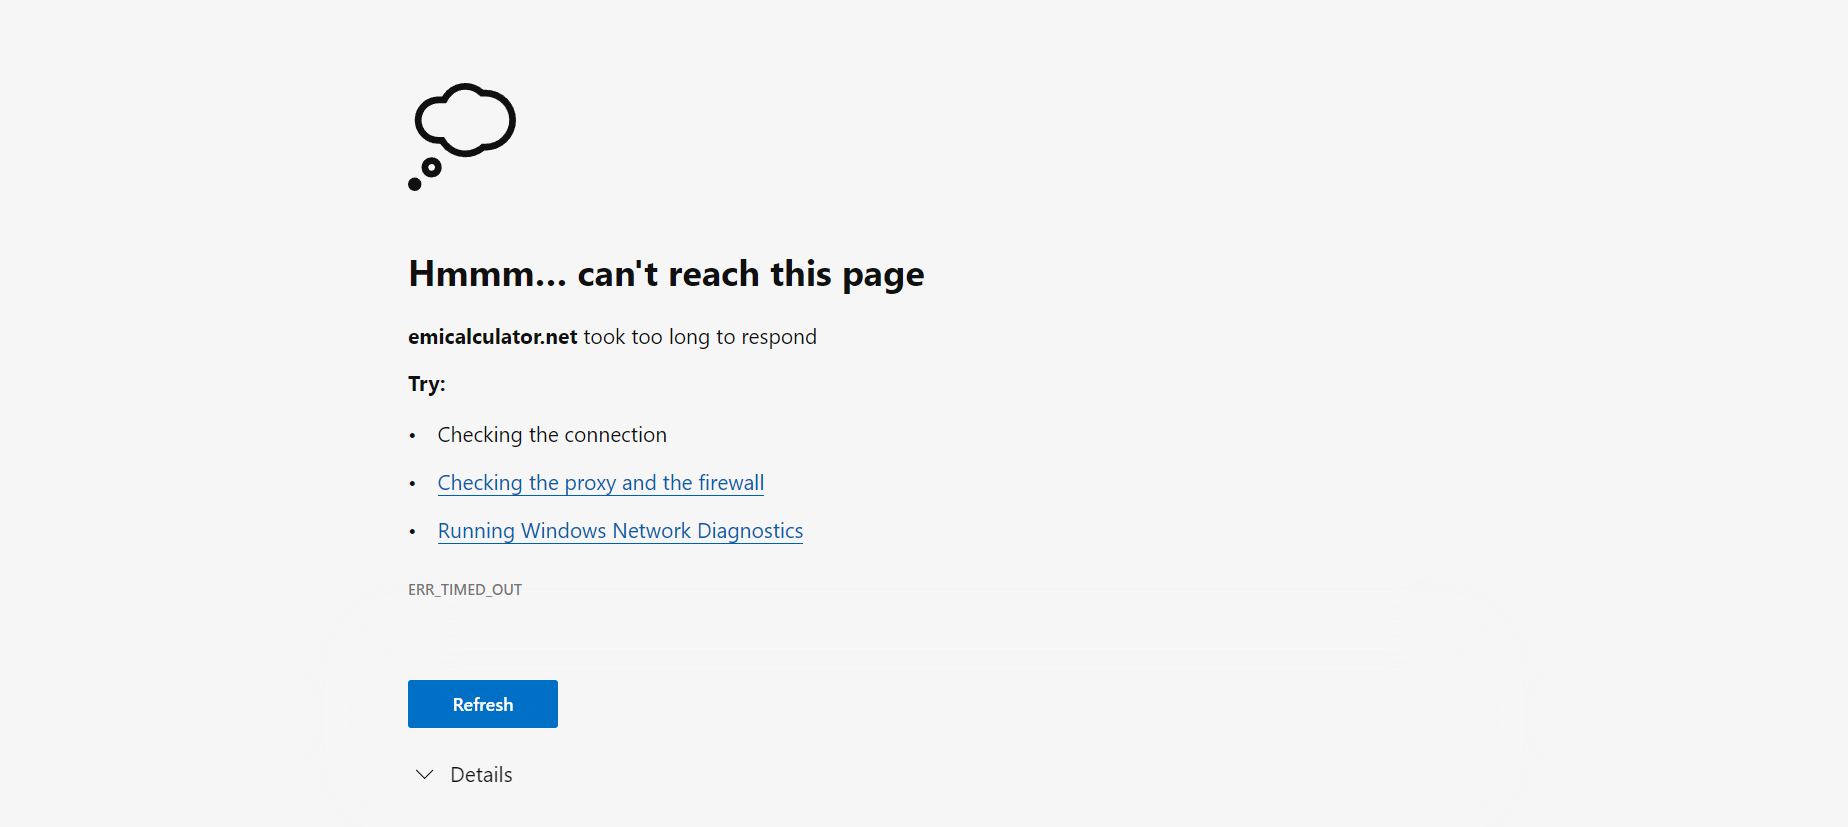 Hmmm... can't reach this page
emicalculator.net took too long to respond
Try:
• Checking the connection
• Checking the proxy and the firewall
• Running Windows Network Diagnostics
ERR_TIMED_OUT
Refresh
Details